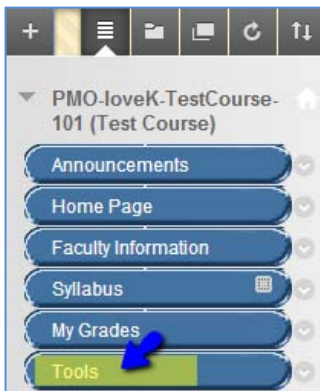 PMO-loveK-TestCourse-
101 (Test Course)
Announcements
Home Page
Faculty Information
Syllabus
My Grades
Tools